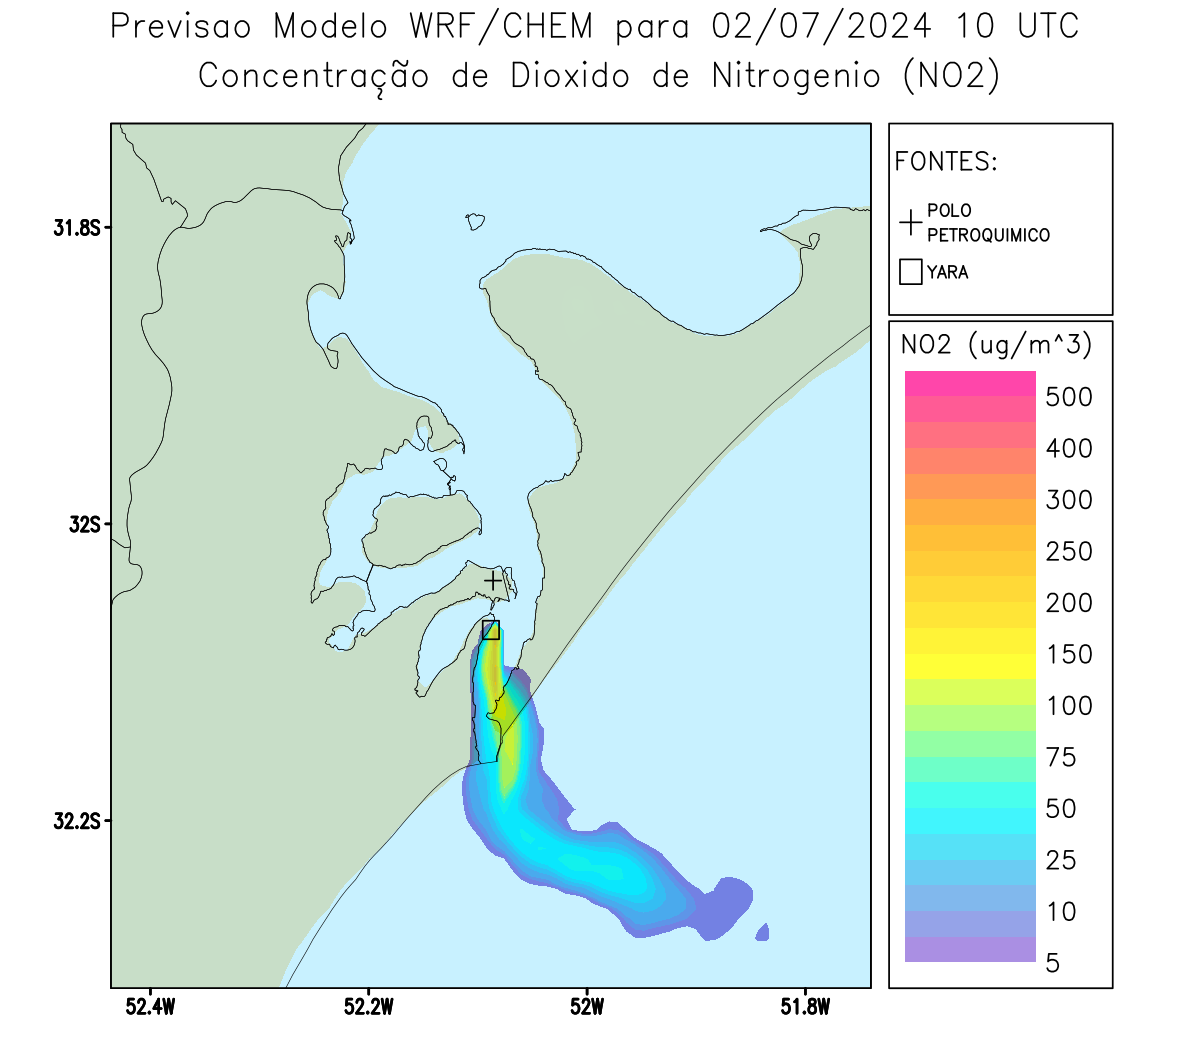 Previsao Modelo WRF/CHEM para 02/07/2024 10 UTC
Concentração de Dioxido de Nitrogenio (NO2)
FONTES:
POLO
PETROQUIMICO
YARA
NO2 (ug/m^3)
500
400
300
250
200
150
100
75
50
25
10
5
31.8S
32S
32.2S
52.4W
52.2W
52W
51.8W